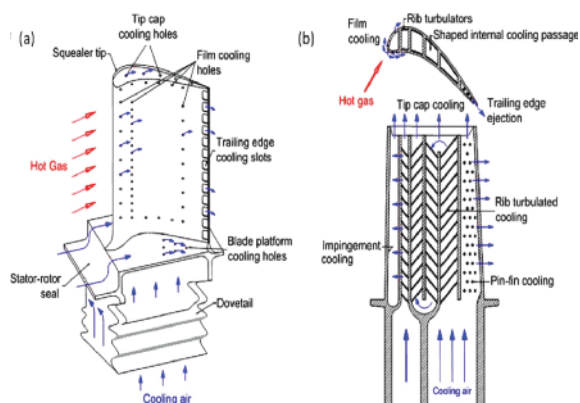 (a)
Tip cap
cooling holes
Squealer tip
Film cooling
holes
Hot Gas
Trailing edge
cooling slots
Blade platform
cooling holes
Stator-rotor
seal
Dovetail
Cooling air
(b)
Film
cooling
Rib turbulators
Shaped internal cooling passage
Hot gas
Tip cap cooling
Trailing edge
ejection
Impingement
cooling
Rib turbulated
cooling
Pin-fin cooling
Cooling air